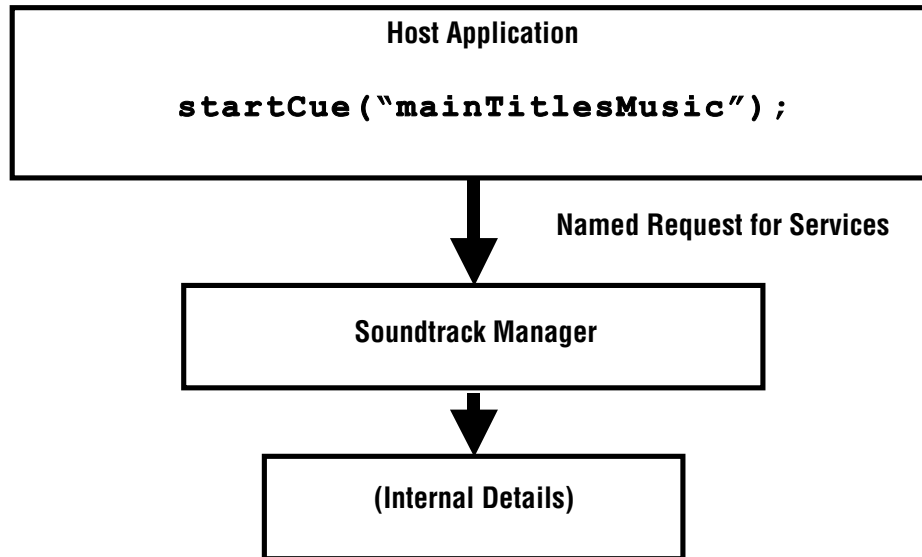 Host Application
startCue(“mainTitlesMusic”);
Named Request for Services
Soundtrack Manager
(Internal Details)